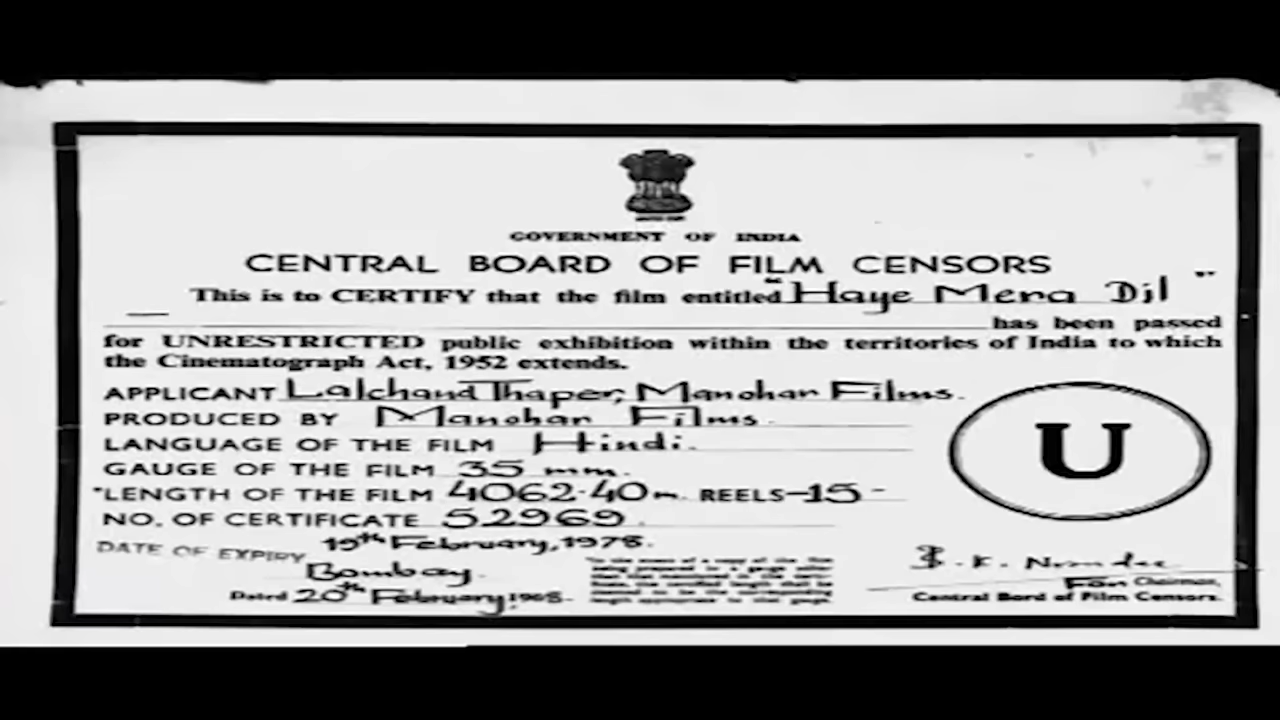 GOVERNMENT OF INDIA
CENTRAL BOARD OF FILM CENSORS
This is to CERTIFY that the film entitled "Haye Mera Dil"
has been passed
for UNRESTRICTED public exhibition within the territories of India to which
the Cinematograph Act, 1952 extends.
APPLICANT Lalchand Thaper, Manohar Films.
PRODUCED BY Manohar Films.
LANGUAGE OF THE FILM Hindi.
GAUGE OF THE FILM 35 mm.
*LENGTH OF THE FILM 4062.40m. REELS-15-
NO. OF CERTIFICATE 52969.
DATE OF EXPIRY 19th February, 1978.
Bombay.
Dated 20th February, 1968.
U
B. K.
For Chairman,
Central Bord of Film Censors.